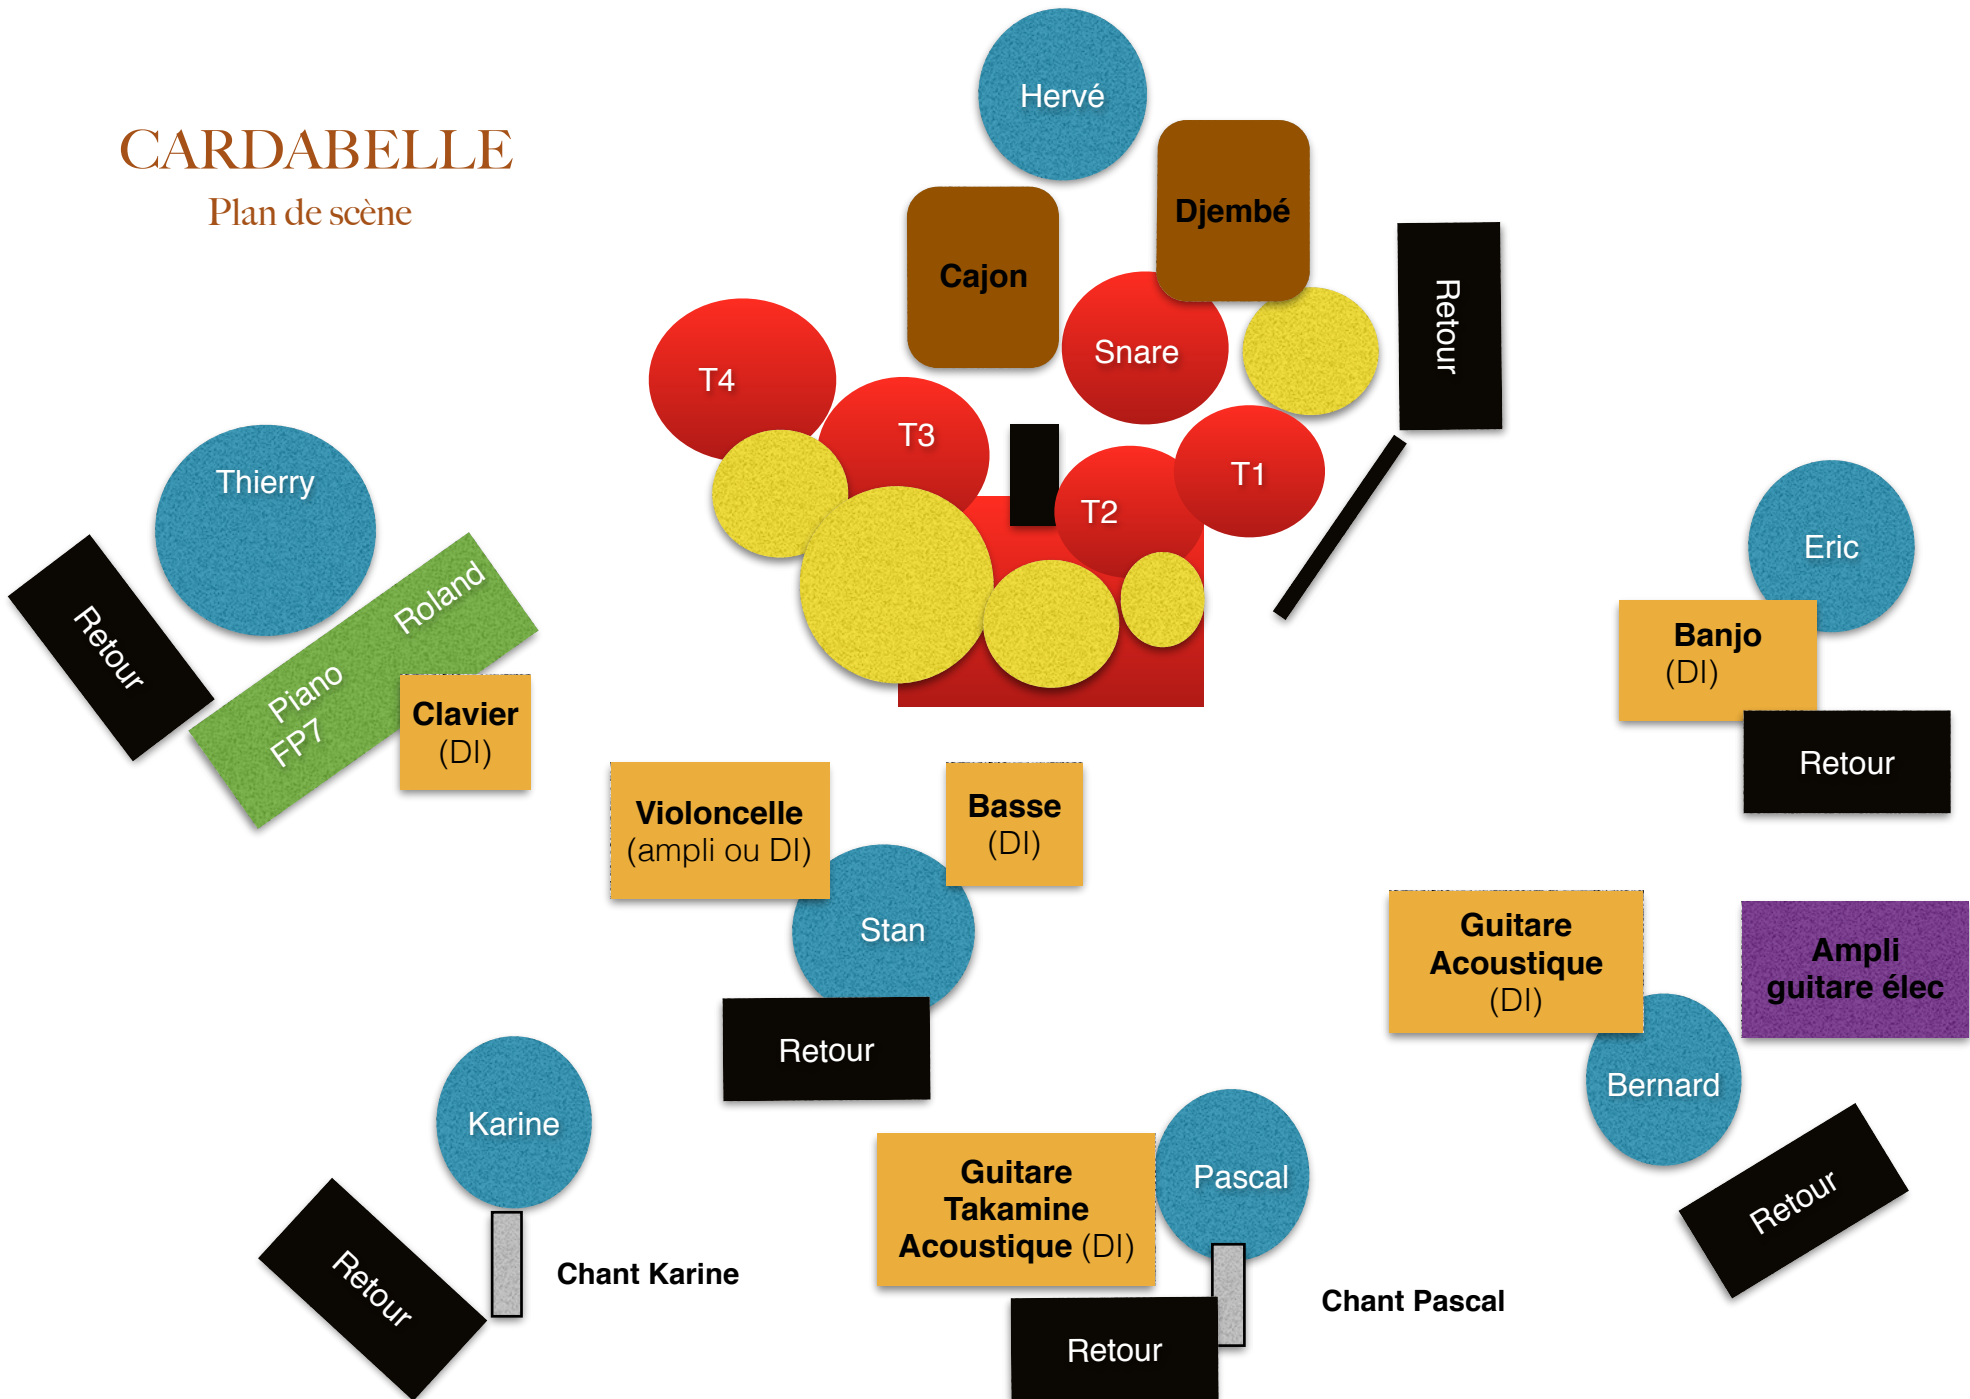 CARDABELLE
Plan de scène
Hervé
Djembé
Cajon
Retour
Snare
T4
T3
T1
T2
Thierry
Retour
Roland
Piano
FP7
Clavier
(DI)
Eric
Banjo
(DI)
Retour
Violoncelle
(ampli ou DI)
Basse
(DI)
Stan
Retour
Guitare
Acoustique
(DI)
Ampli
guitare élec
Bernard
Retour
Karine
Retour
Chant Karine
Guitare
Takamine
Acoustique (DI)
Pascal
Retour
Chant Pascal